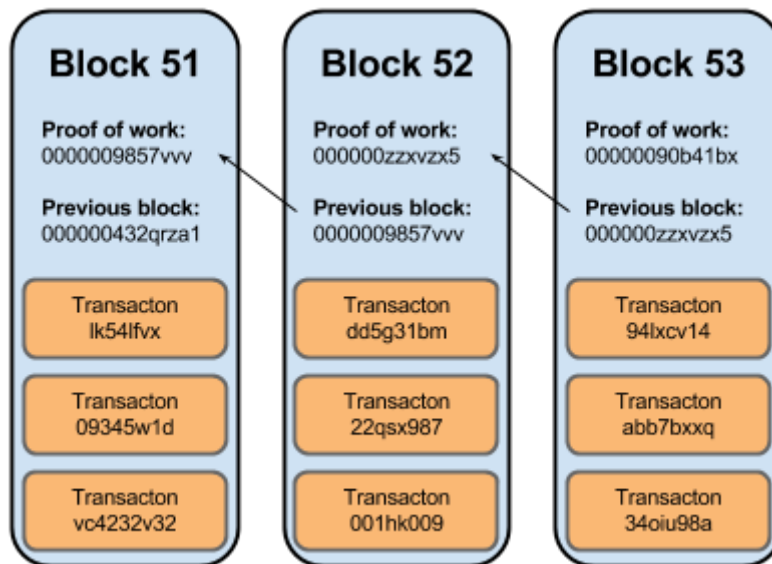 Block 51
Proof of work:
0000009857vvv
Previous block:
000000432qrza1
Transacton
lk54lfvx
Transacton
09345w1d
Transacton
vc4232v32
Block 52
Proof of work:
000000zzxvzx5
Previous block:
0000009857vvv
Transacton
dd5g31bm
Transacton
22qsx987
Transacton
001hk009
Block 53
Proof of work:
00000090b41bx
Previous block:
000000zzxvzx5
Transacton
94lxcv14
Transacton
abb7bxxq
Transacton
34oiu98a